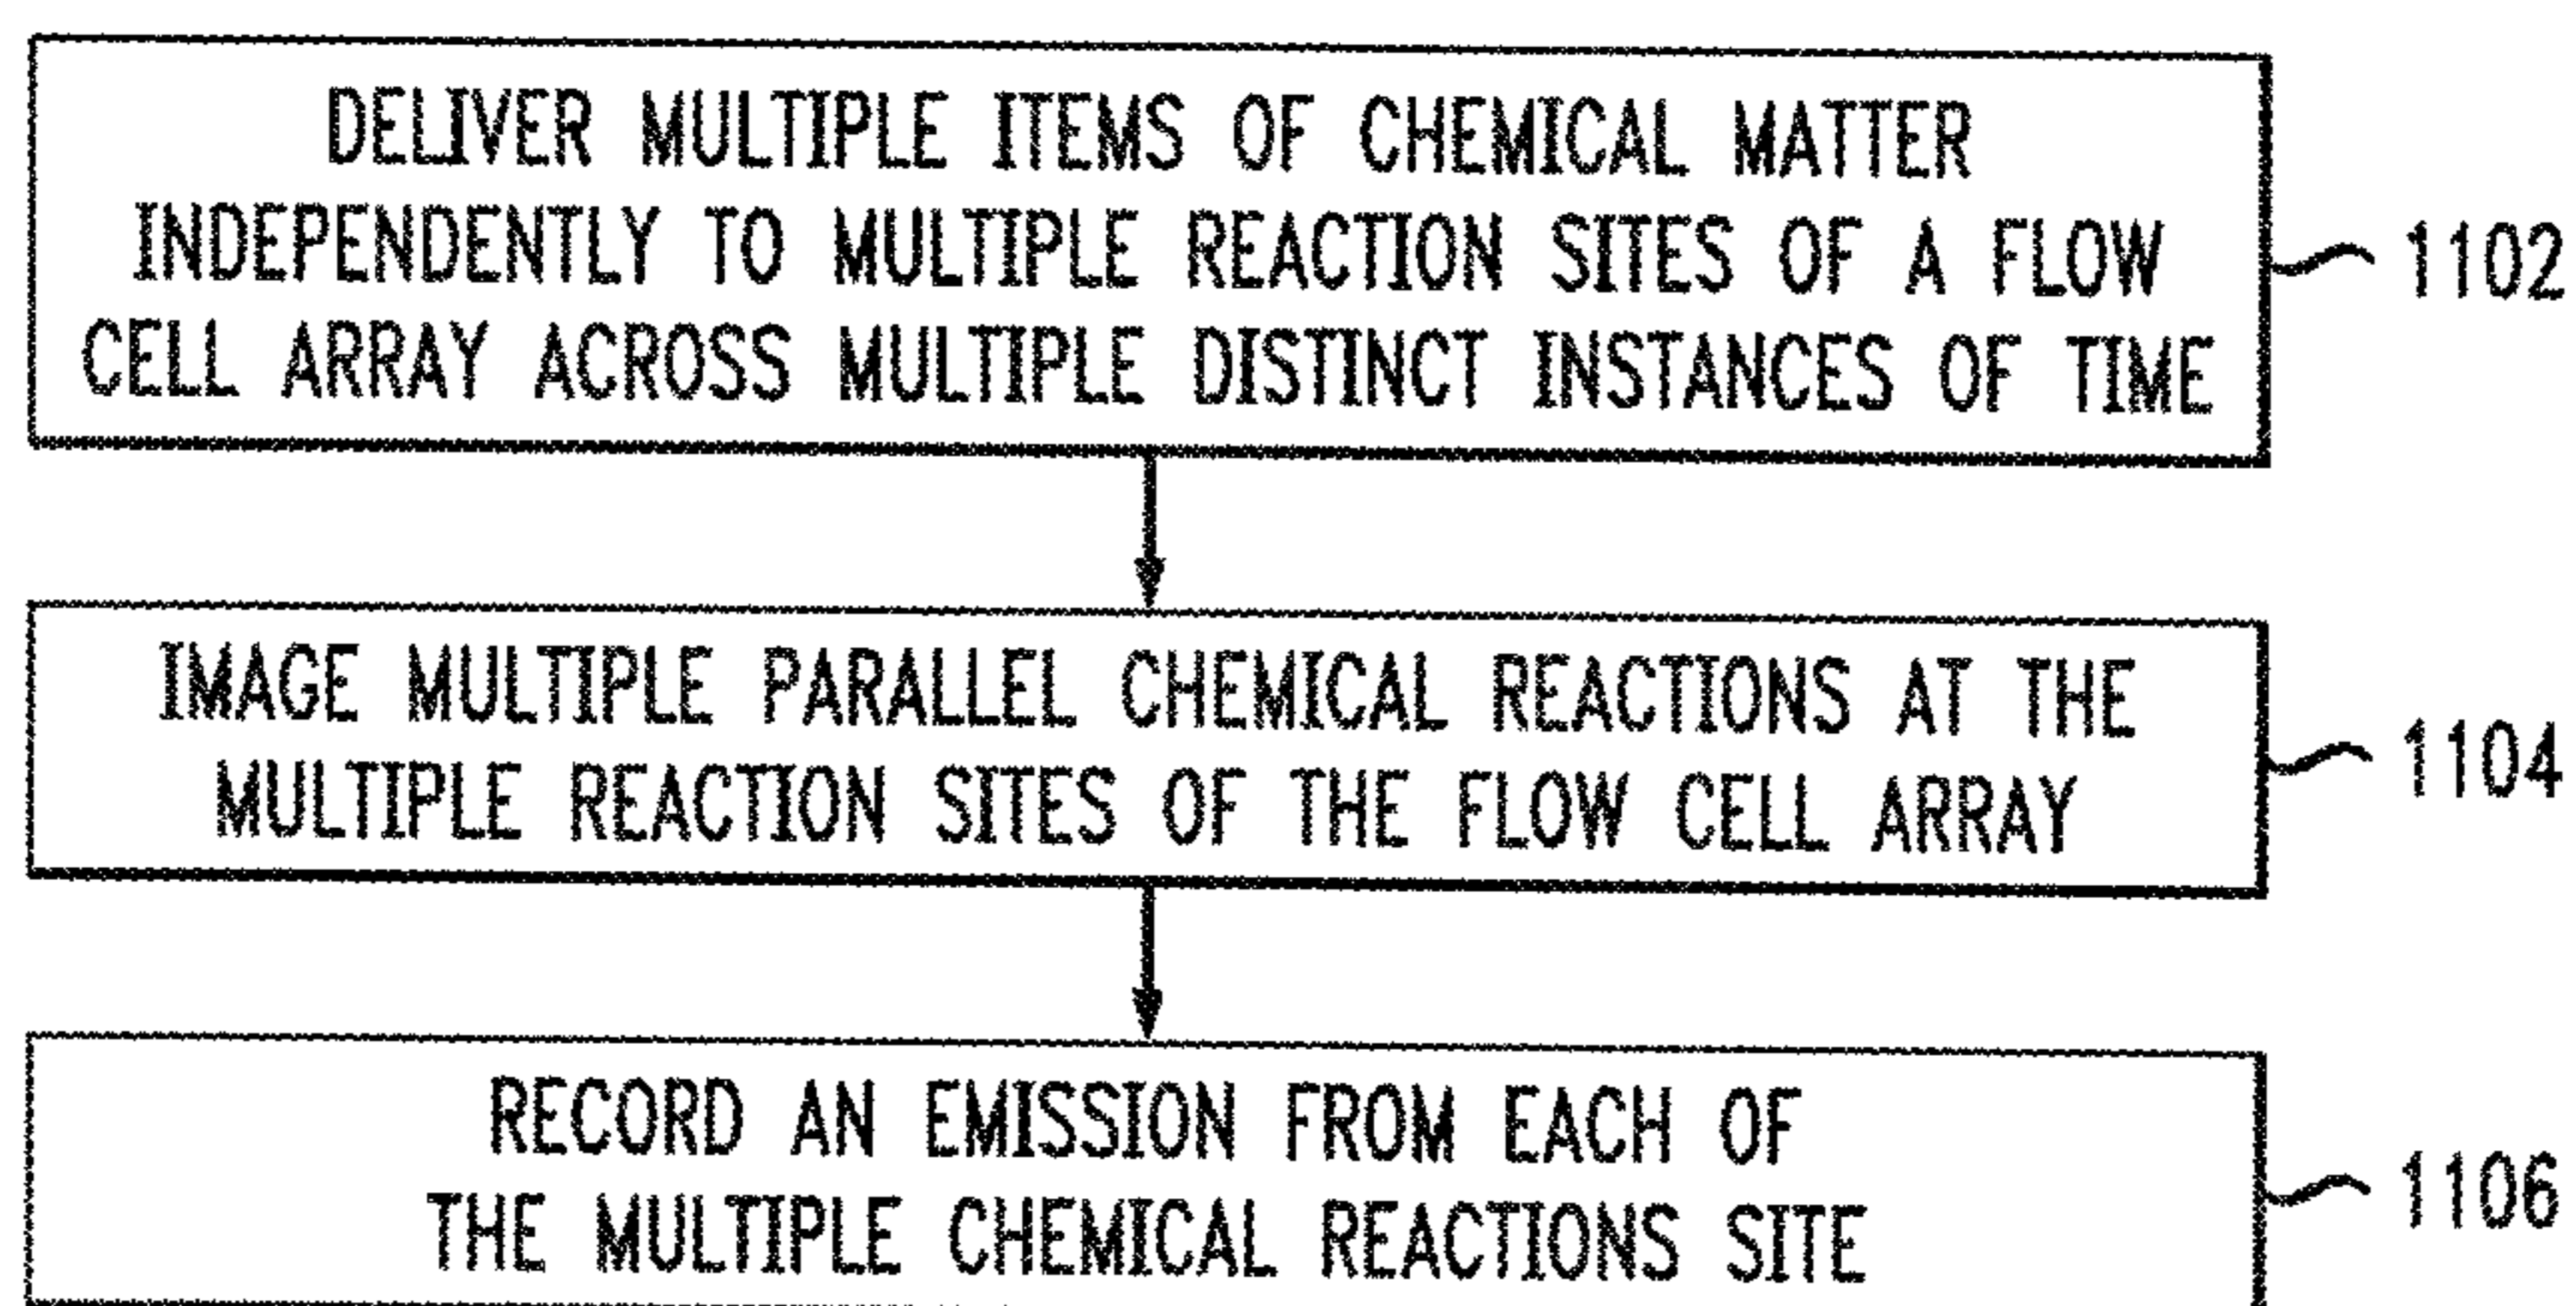 DELIVER MULTIPLE ITEMS OF CHEMICAL MATTER
INDEPENDENTLY TO MULTIPLE REACTION SITES OF A FLOW
CELL ARRAY ACROSS MULTIPLE DISTINCT INSTANCES OF TIME
1102
IMAGE MULTIPLE PARALLEL CHEMICAL REACTIONS AT THE
MULTIPLE REACTION SITES OF THE FLOW CELL ARRAY
1104
RECORD AN EMISSION FROM EACH OF
THE MULTIPLE CHEMICAL REACTIONS SITE
1106